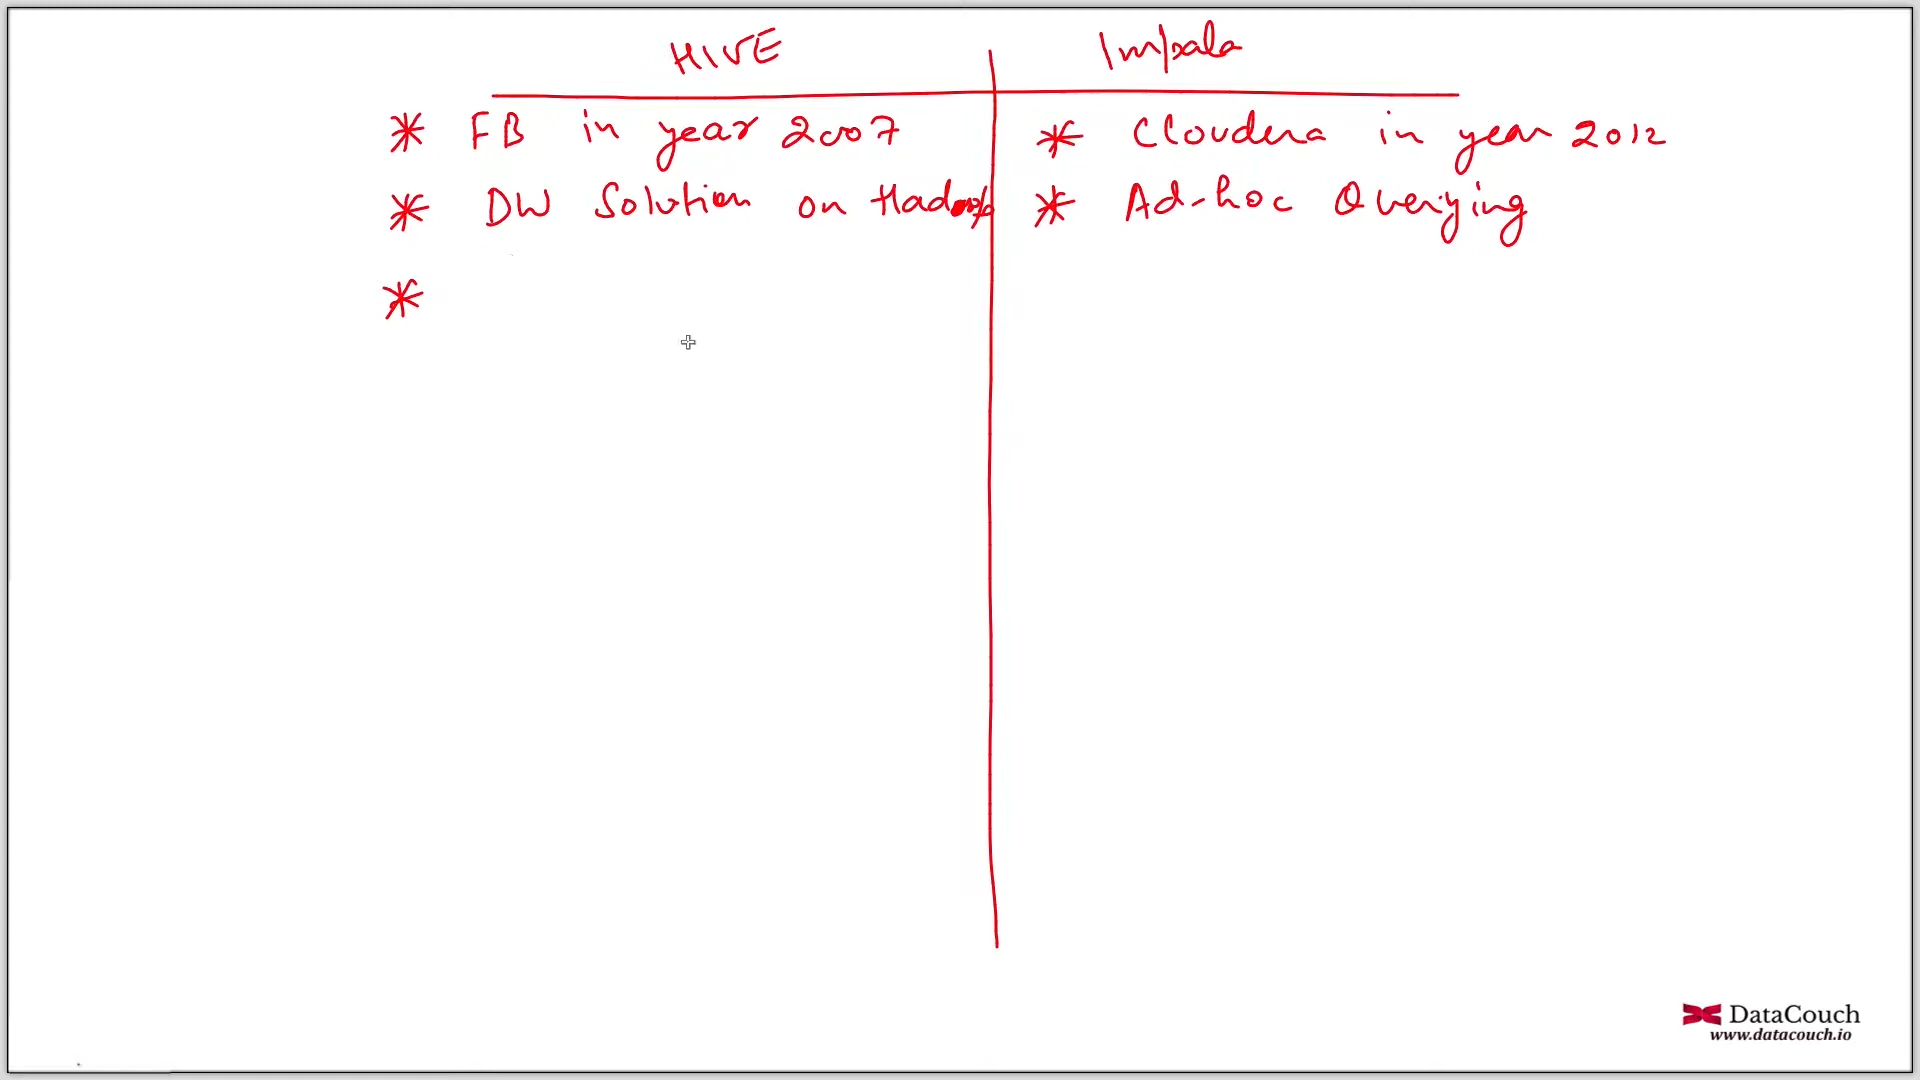 HIVE Impala
* FB in year 2007 * Cloudera in year 2012
* DW Solution on Hadoop * Ad-hoc Querying
*
DataCouch
www.datacouch.io